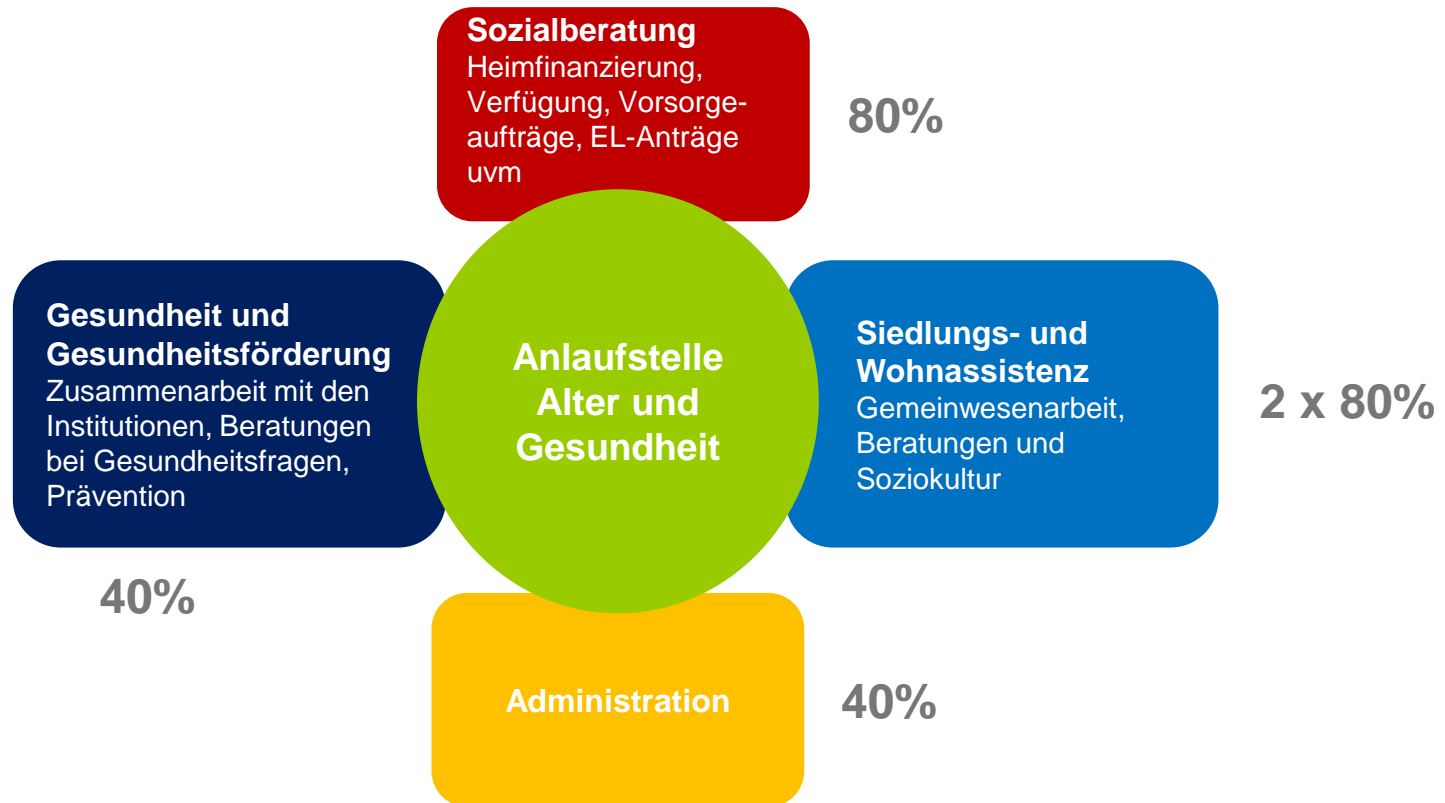 Sozialberatung
Heimfinanzierung,
Verfügung, Vorsorge-
aufträge, EL-Anträge
uvm
80%
Gesundheit und
Gesundheitsförderung
Zusammenarbeit mit den
Institutionen, Beratungen
bei Gesundheitsfragen,
Prävention
40%
Anlaufstelle
Alter und
Gesundheit
Siedlungs- und
Wohnassistenz
Gemeinwesenarbeit,
Beratungen und
Soziokultur
2 x 80%
Administration
40%